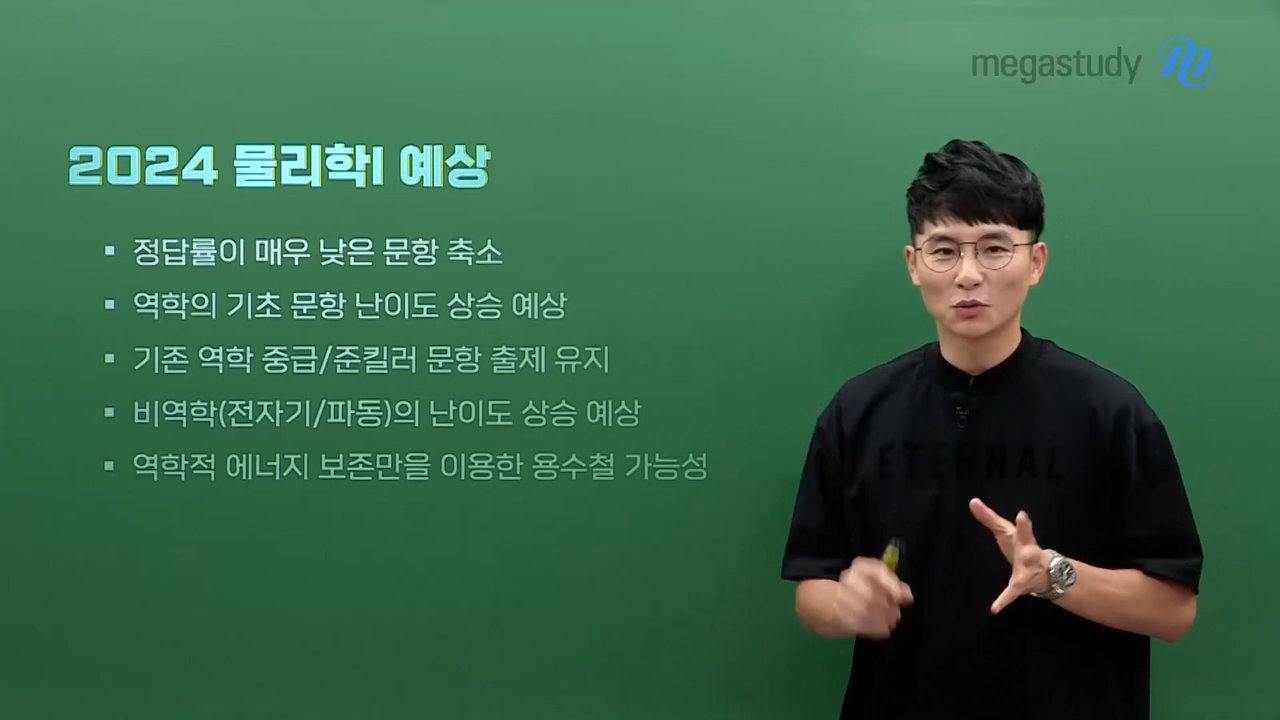 megastudy
2024 물리학I 예상
▪ 정답률이 매우 낮은 문항 축소
▪ 역학의 기초 문항 난이도 상승 예상
▪ 기존 역학 중급/준킬러 문항 출제 유지
▪ 비역학(전자기/파동)의 난이도 상승 예상
▪ 역학적 에너지 보존만을 이용한 용수철 가능성
ETERNAL